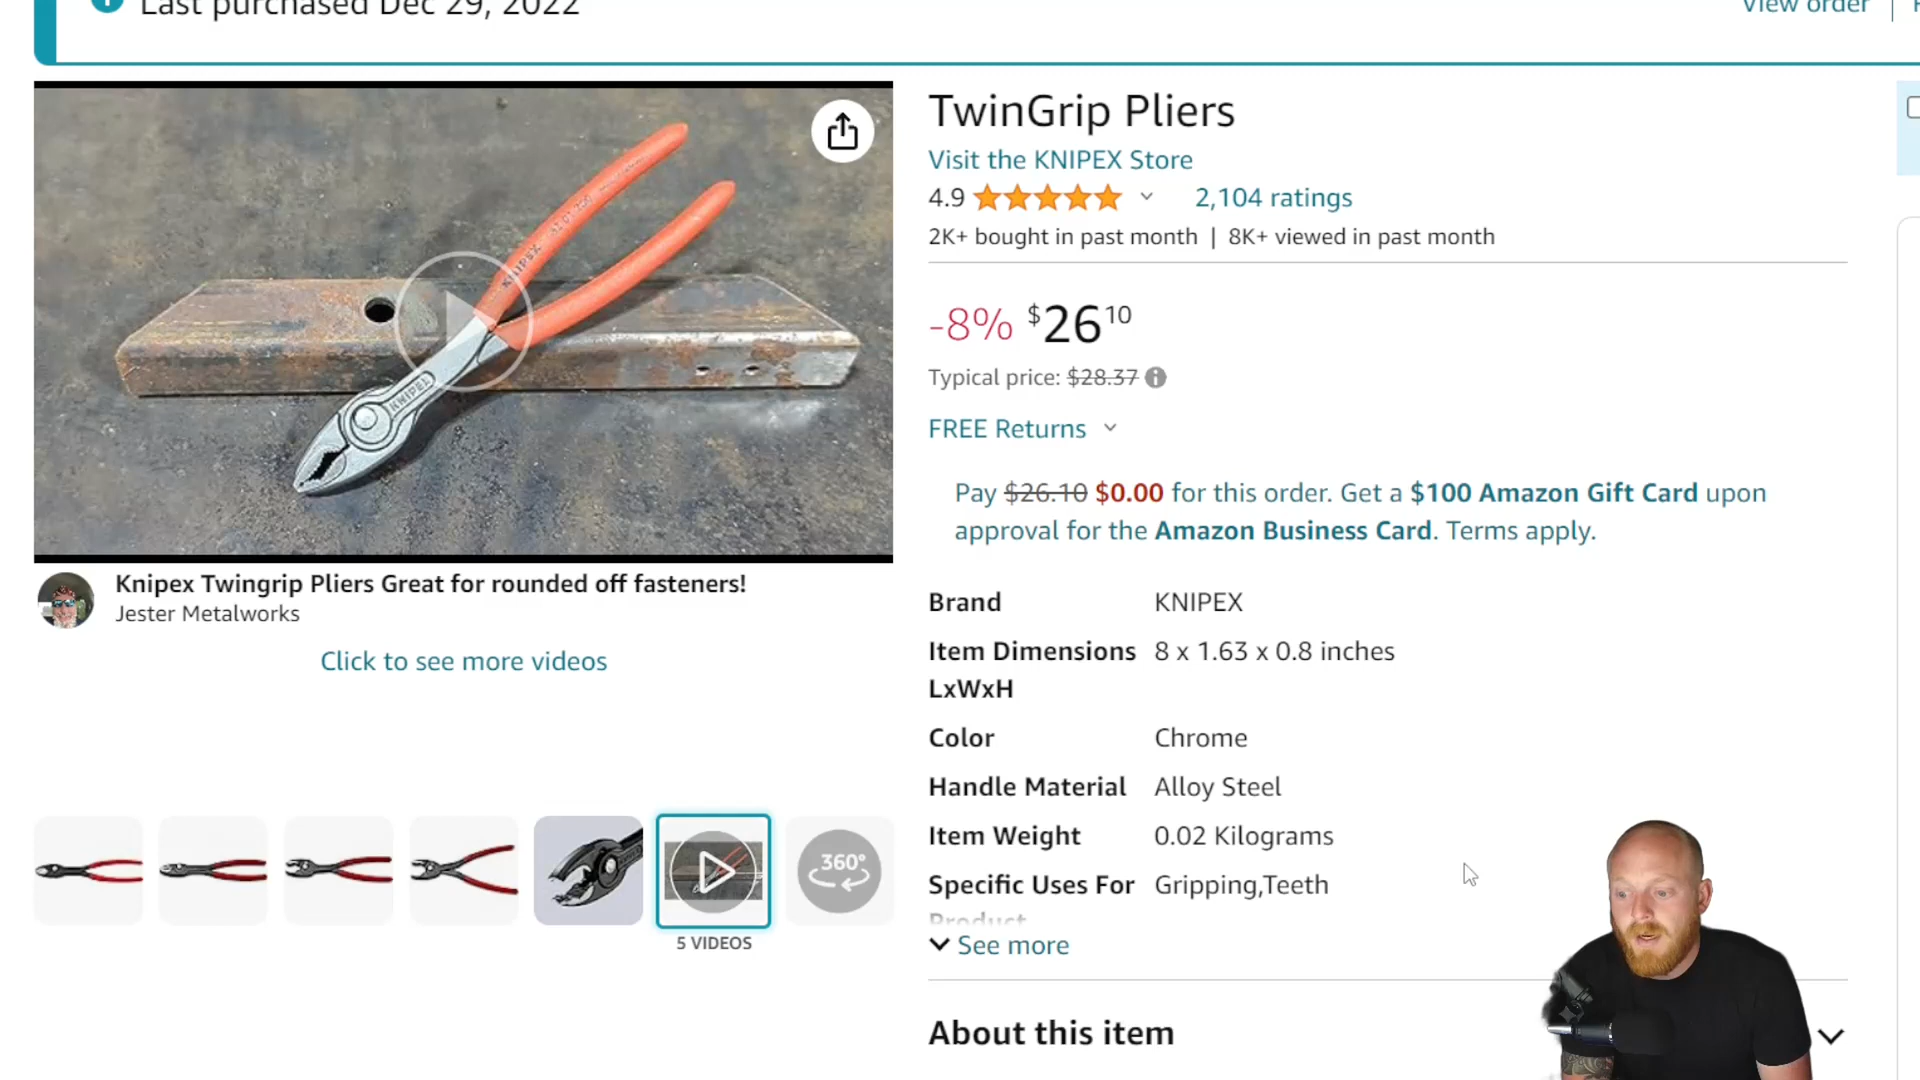 Last purchased Dec 29, 2022
View order
TwinGrip Pliers
Visit the KNIPEX Store
4.9
2,104 ratings
2K+ bought in past month | 8K+ viewed in past month
-8% $26 10
Typical price: $28.37
FREE Returns
Pay $26.10 $0.00 for this order. Get a $100 Amazon Gift Card upon
approval for the Amazon Business Card. Terms apply.
KNIPEX
KNIPEX
Knipex Twingrip Pliers Great for rounded off fasteners!
Jester Metalworks
Click to see more videos
360°
5 VIDEOS
Brand KNIPEX
Item Dimensions 8 x 1.63 x 0.8 inches
LxWxH
Color Chrome
Handle Material Alloy Steel
Item Weight 0.02 Kilograms
Specific Uses For Gripping,Teeth
Product
See more
About this item